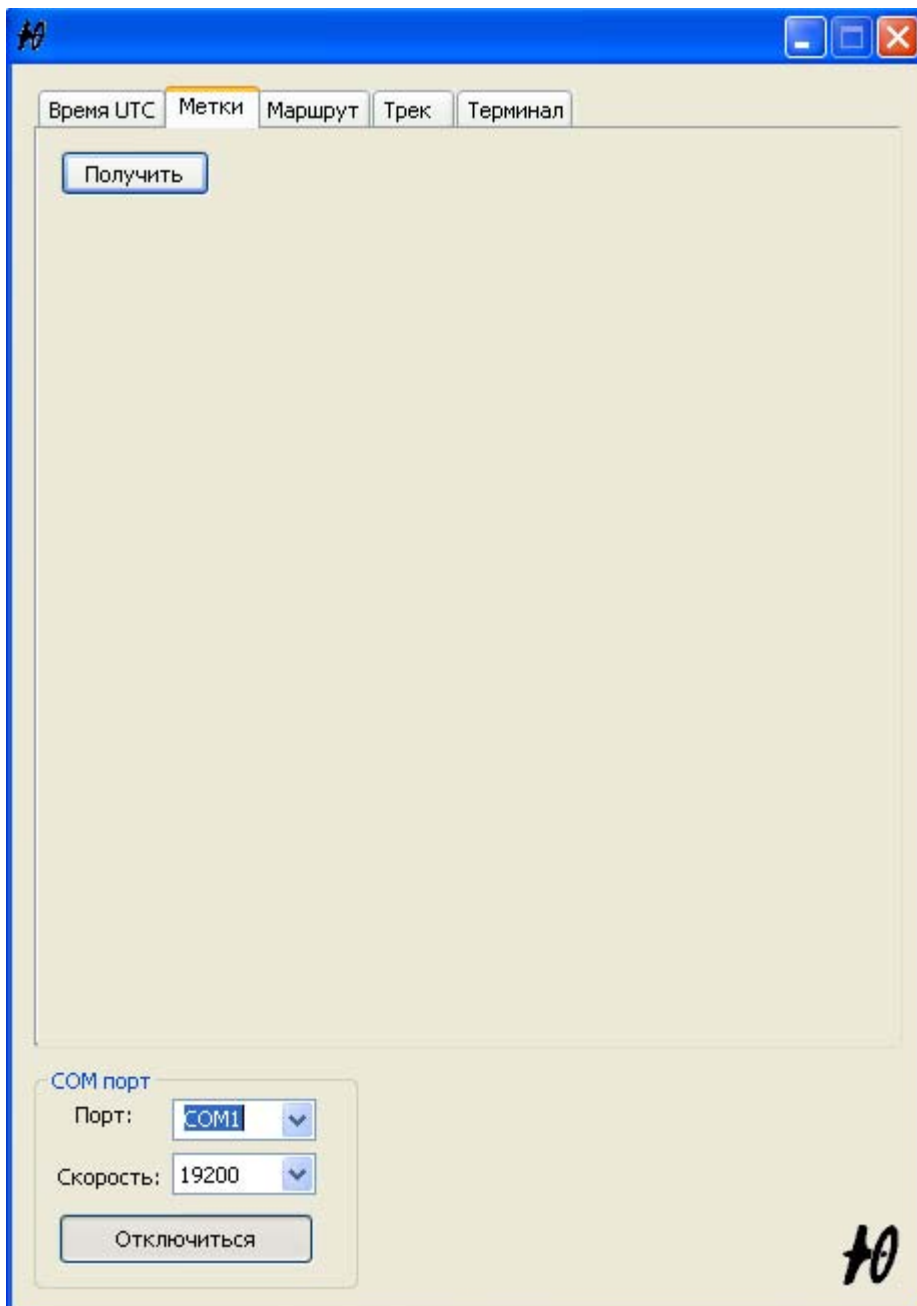 Ю
Время UTC Метки Маршрут Трек Терминал
Получить
COM порт
Порт: COM1
Скорость: 19200
Отключиться
Ю